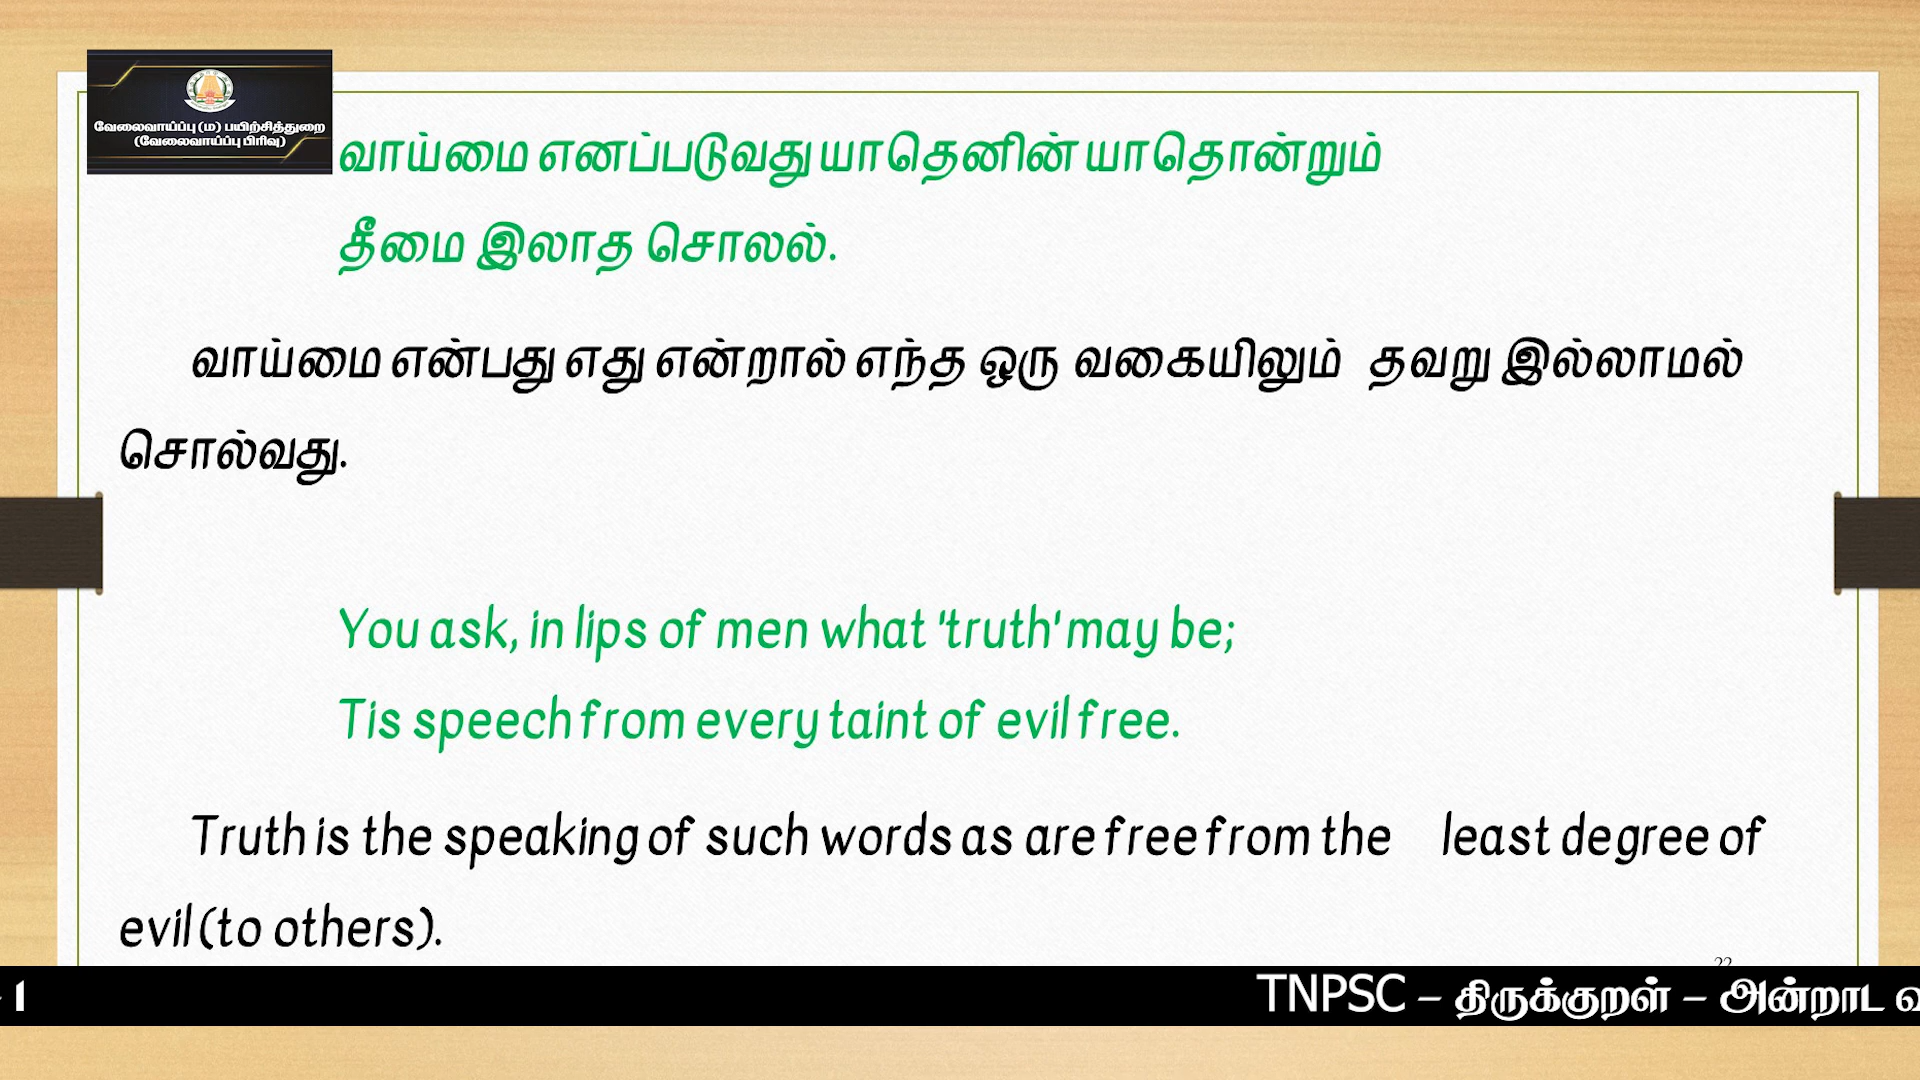 வேலைவாய்ப்பு (ம) பயிற்சித்துறை
(வேலைவாய்ப்பு பிரிவு)
வாய்மை எனப்படுவது யாதெனின் யாதொன்றும்
தீமை இலாத சொலல்.
வாய்மை என்பது எது என்றால் எந்த ஒரு வகையிலும் தவறு இல்லாமல்
சொல்வது.
You ask, in lips of men what 'truth' may be;
Tis speech from every taint of evil free.
Truth is the speaking of such words as are free from the least degree of
evil (to others).
22
- 1 TNPSC – திருக்குறள் – அன்றாட